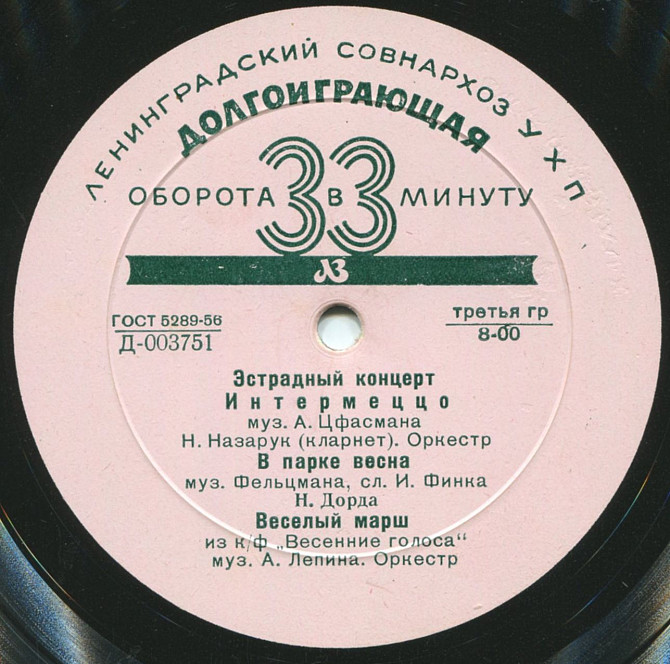 ЛЕНИНГРАДСКИЙ СОВНАРХОЗ УХП
ДОЛГОИГРАЮЩАЯ
ОБОРОТА 33 В МИНУТУ
ЛЗ
ГОСТ 5289-56
Д-003751
третья гр
8-00
Эстрадный концерт
Интермеццо
муз. А. Цфасмана
Н. Назарук (кларнет). Оркестр
В парке весна
муз. Фельцмана, сл. И. Финка
Н. Дорда
Веселый марш
из к/ф „Весенние голоса“
муз. А. Лепина. Оркестр